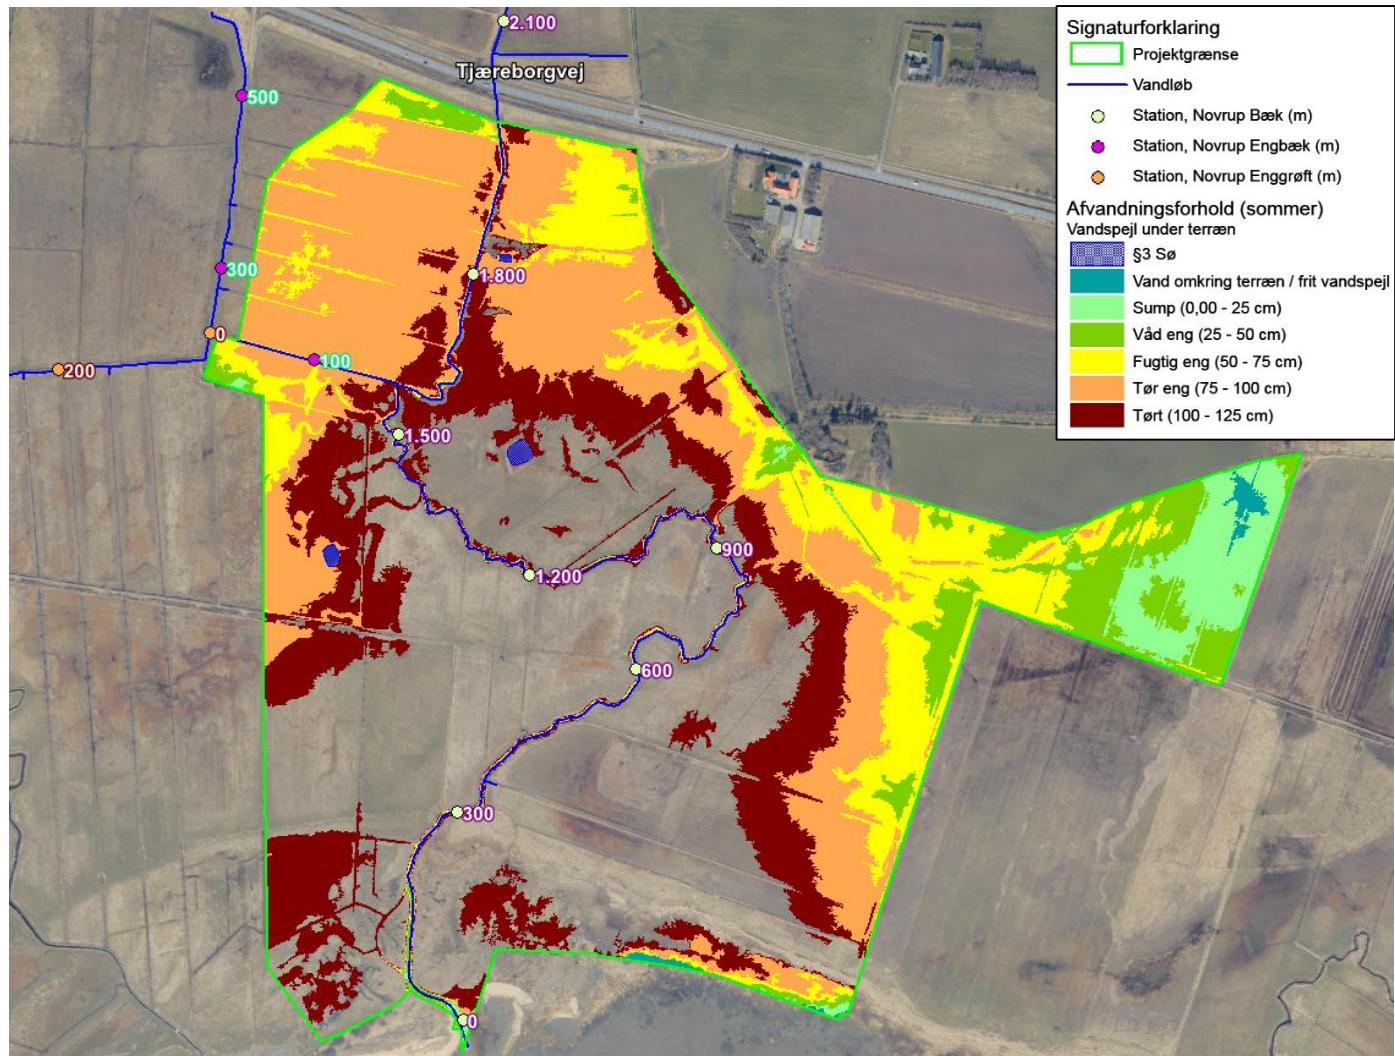 2.100
Tjæreborgvej
500
1.800
300
0
100
200
1.500
900
1.200
600
300
0
Signaturforklaring
Projektgrænse
Vandløb
Station, Novrup Bæk (m)
Station, Novrup Engbæk (m)
Station, Novrup Enggrøft (m)
Afvandningsforhold (sommer)
Vandspejl under terræn
§3 Sø
Vand omkring terræn / frit vandspejl
Sump (0,00 - 25 cm)
Våd eng (25 - 50 cm)
Fugtig eng (50 - 75 cm)
Tør eng (75 - 100 cm)
Tørt (100 - 125 cm)